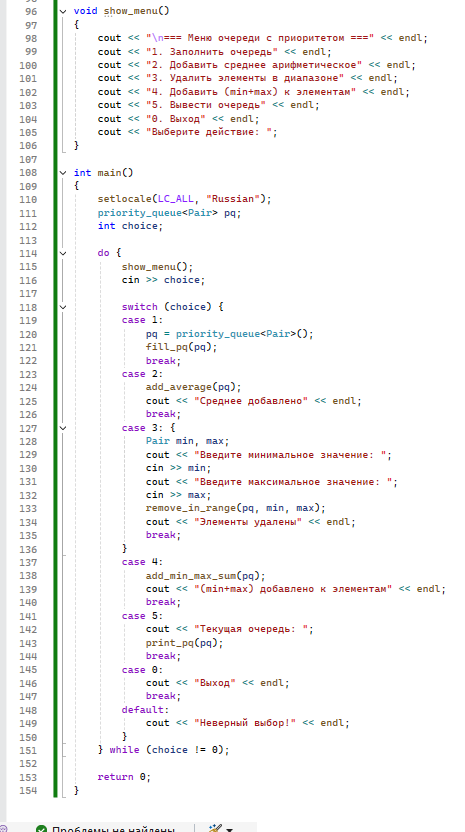 96 void show_menu()
97 {
98 cout << "\n=== Меню очереди с приоритетом ===" << endl;
99 cout << "1. Заполнить очередь" << endl;
100 cout << "2. Добавить среднее арифметическое" << endl;
101 cout << "3. Удалить элементы в диапазоне" << endl;
102 cout << "4. Добавить (min+max) к элементам" << endl;
103 cout << "5. Вывести очередь" << endl;
104 cout << "0. Выход" << endl;
105 cout << "Выберите действие: ";
106 }
107
108 int main()
109 {
110 setlocale(LC_ALL, "Russian");
111 priority_queue<Pair> pq;
112 int choice;
113
114 do {
115 show_menu();
116 cin >> choice;
117
118 switch (choice) {
119 case 1:
120 pq = priority_queue<Pair>();
121 fill_pq(pq);
122 break;
123 case 2:
124 add_average(pq);
125 cout << "Среднее добавлено" << endl;
126 break;
127 case 3: {
128 Pair min, max;
129 cout << "Введите минимальное значение: ";
130 cin >> min;
131 cout << "Введите максимальное значение: ";
132 cin >> max;
133 remove_in_range(pq, min, max);
134 cout << "Элементы удалены" << endl;
135 break;
136 }
137 case 4:
138 add_min_max_sum(pq);
139 cout << "(min+max) добавлено к элементам" << endl;
140 break;
141 case 5:
142 cout << "Текущая очередь: ";
143 print_pq(pq);
144 break;
145 case 0:
146 cout << "Выход" << endl;
147 break;
148 default:
149 cout << "Неверный выбор!" << endl;
150 }
151 } while (choice != 0);
152
153 return 0;
154 }
Проблемы не найдены